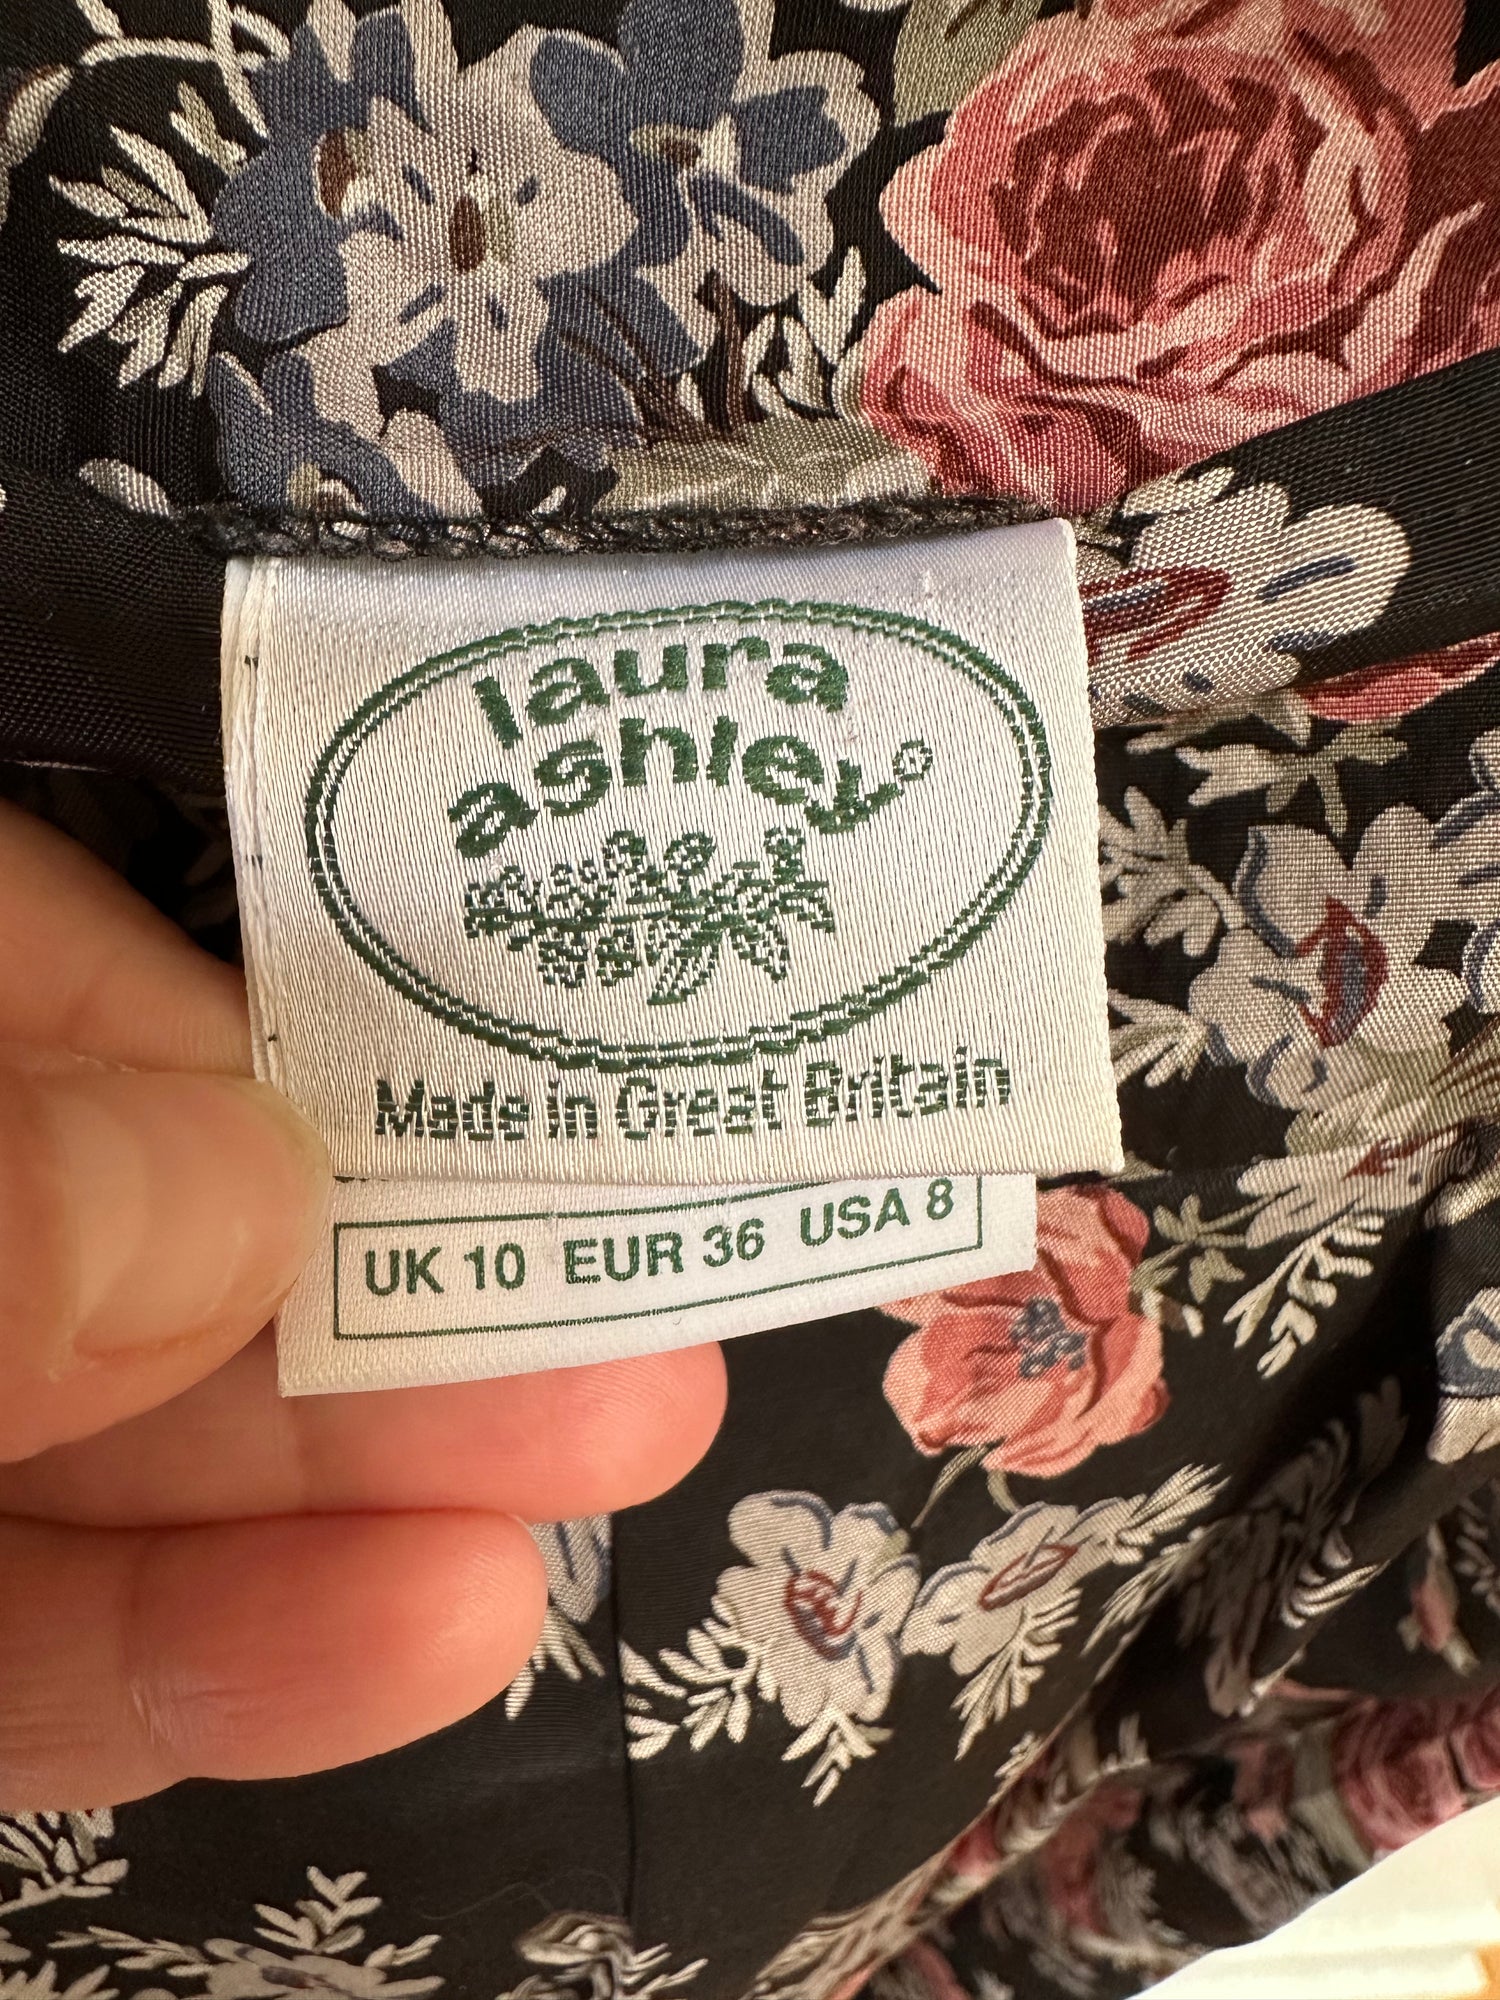 laura
ashley®
Made in Great Britain
UK 10 EUR 36 USA 8